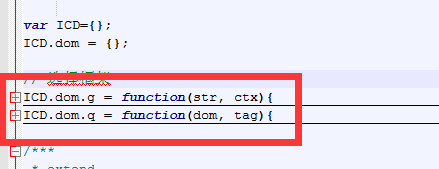 var ICD={};
ICD.dom = {};
//
ICD.dom.g = function(str, ctx){
ICD.dom.q = function(dom, tag){
/***
* extend